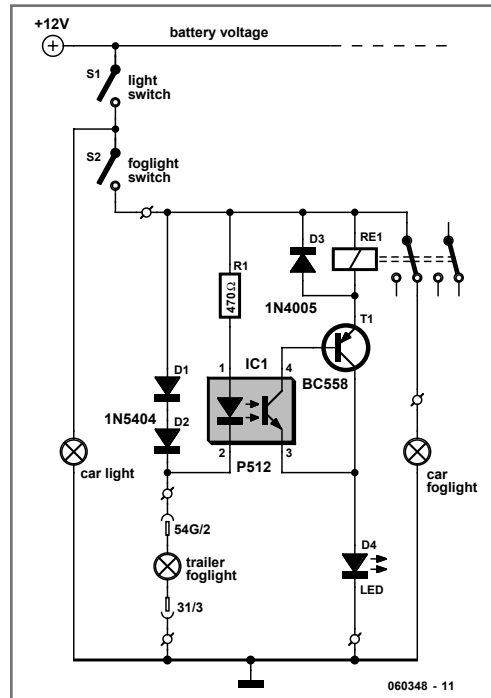 +12V
battery voltage
S1
light
switch
S2
foglight
switch
D3
RE1
R1
470Ω
1N4005
T1
IC1
1
4
BC558
D1
1N5404
D2
2
3
P512
car light
car
foglight
54G/2
trailer
foglight
D4
LED
31/3
060348 - 11